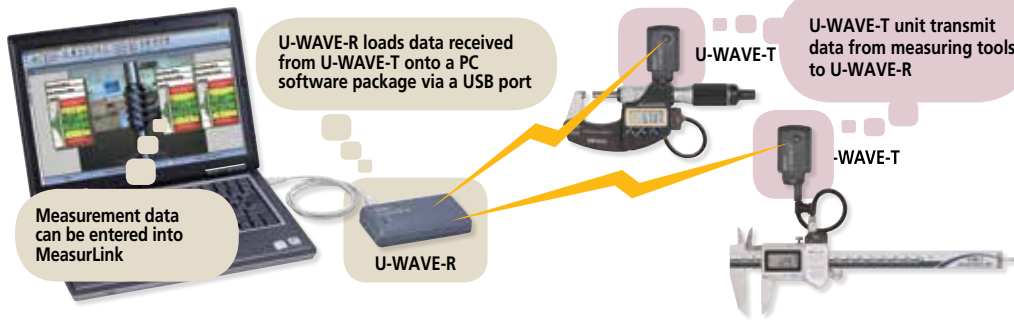 U-WAVE-R loads data received
from U-WAVE-T onto a PC
software package via a USB port
U-WAVE-T
U-WAVE-T unit transmit
data from measuring tools
to U-WAVE-R
-WAVE-T
Measurement data
can be entered into
MeasurLink
U-WAVE-R